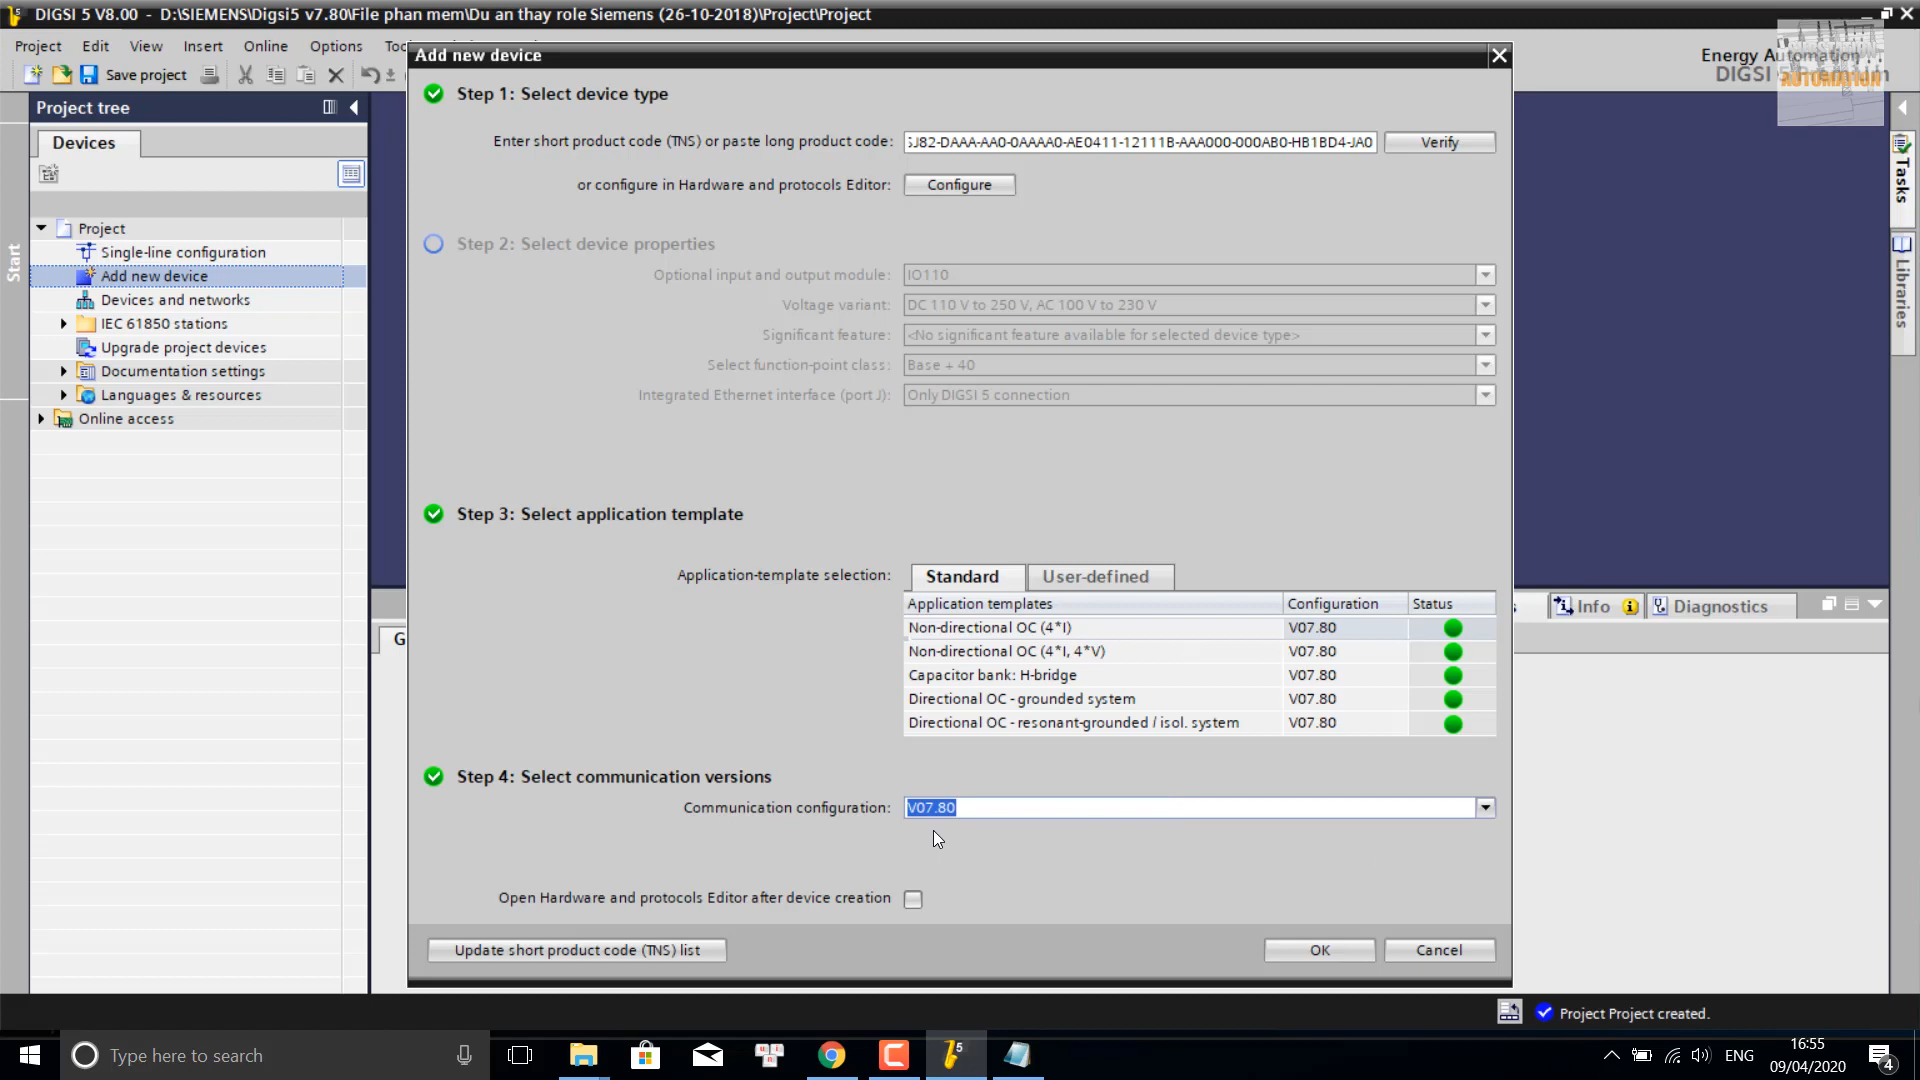 DIGSI 5 V8.00 - D:\SIEMENS\Digsi5 v7.80\File phan mem\Du an thay role Siemens (26-10-2018)\Project\Project
Project Edit View Insert Online Options
Energy Automation
DIGSI 5 Premium
AUTOMATION
Save project
Project tree
Devices
Start
Project
Single-line configuration
Add new device
Devices and networks
IEC 61850 stations
Upgrade project devices
Documentation settings
Languages & resources
Online access
Add new device
Step 1: Select device type
Enter short product code (TNS) or paste long product code: SJ82-DAAA-AA0-0AAAA0-AE0411-12111B-AAA000-000AB0-HB1BD4-JA0 Verify
or configure in Hardware and protocols Editor: Configure
Step 2: Select device properties
Optional input and output module: IO110
Voltage variant: DC 110 V to 250 V, AC 100 V to 230 V
Significant feature: <No significant feature available for selected device type>
Select function-point class: Base + 40
Integrated Ethernet interface (port J): Only DIGSI 5 connection
Step 3: Select application template
Application-template selection: Standard User-defined
Application templates Configuration Status
Non-directional OC (4*I) V07.80
Non-directional OC (4*I, 4*V) V07.80
Capacitor bank: H-bridge V07.80
Directional OC - grounded system V07.80
Directional OC - resonant-grounded / isol. system V07.80
Step 4: Select communication versions
Communication configuration: V07.80
Open Hardware and protocols Editor after device creation
Update short product code (TNS) list OK Cancel
Tasks
Libraries
Info Diagnostics
Project Project created.
Type here to search
ENG
16:55
09/04/2020
4